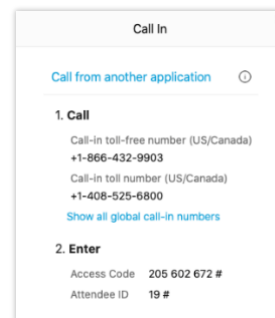 Call In
Call from another application
1. Call
Call-in toll-free number (US/Canada)
+1-866-432-9903
Call-in toll number (US/Canada)
+1-408-525-6800
Show all global call-in numbers
2. Enter
Access Code 205 602 672 #
Attendee ID 19 #